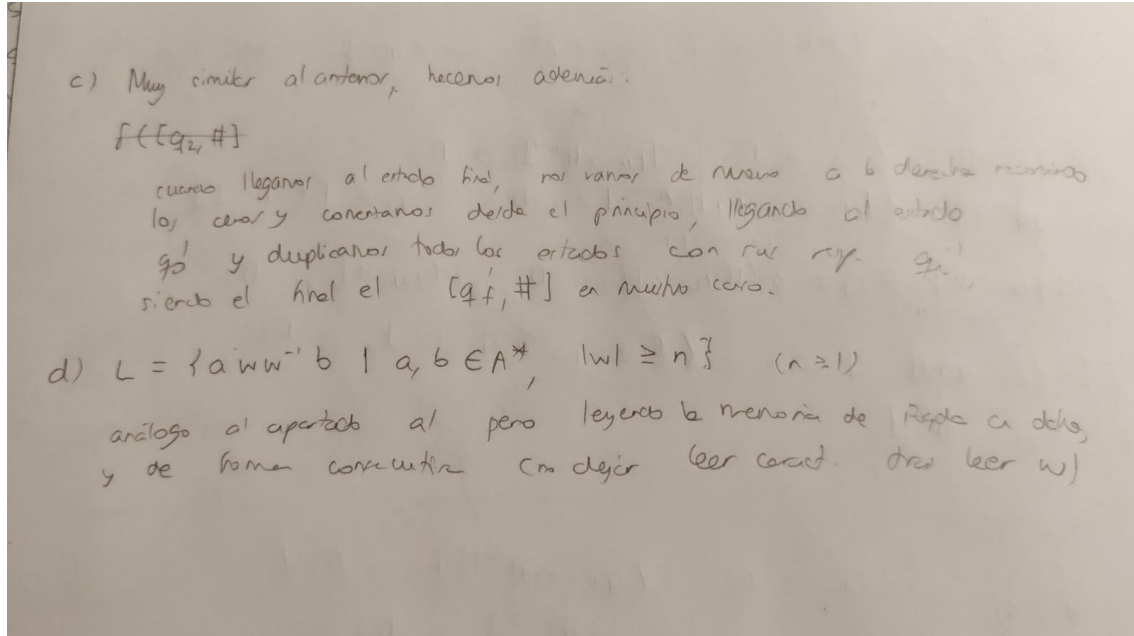 c) Muy similar al anterior, hacemos además:
f([q2, #]
cuando llegamos al estado final, nos vamos de nuevo a la derecha recorriendo
los ceros y comenzamos desde el principio, llegando al estado
q0' y duplicamos todos los estados con sus resp. qi'
siendo el final el [qf', #] en nuestro caso.
d) L = {a w w⁻¹ b | a, b ∈ A*, |w| ≥ n} (n ≥ 1)
análogo al apartado a) pero leyendo la memoria de izqda a dcha,
y de forma consecutiva (no dejar leer caract. tras leer w)